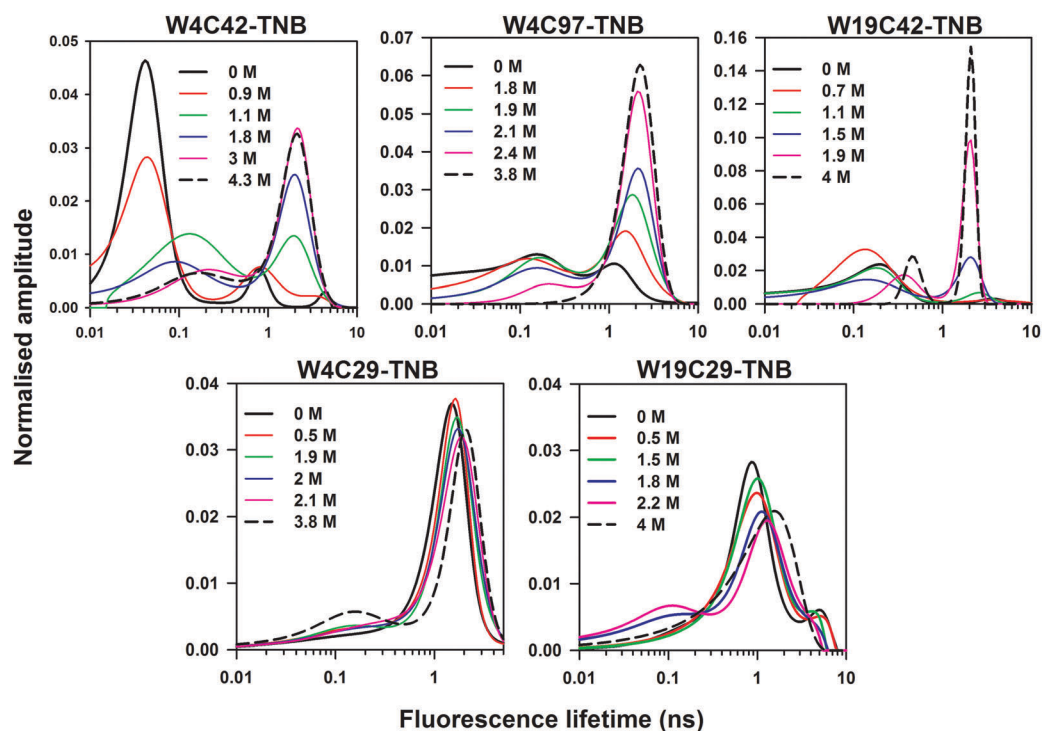 W4C42-TNB
0.05
0.04
0.03
0.02
0.01
0.00
0 M
0.9 M
1.1 M
1.8 M
3 M
4.3 M
0.01
0.1
1
10
W4C97-TNB
0.07
0.06
0.05
0.04
0.03
0.02
0.01
0.00
0 M
1.8 M
1.9 M
2.1 M
2.4 M
3.8 M
0.01
0.1
1
10
W19C42-TNB
0.16
0.14
0.12
0.10
0.08
0.06
0.04
0.02
0.00
0 M
0.7 M
1.1 M
1.5 M
1.9 M
4 M
0.01
0.1
1
10
Normalised amplitude
W4C29-TNB
0.04
0.03
0.02
0.01
0.00
0 M
0.5 M
1.9 M
2 M
2.1 M
3.8 M
0.01
0.1
1
W19C29-TNB
0.04
0.03
0.02
0.01
0.00
0 M
0.5 M
1.5 M
1.8 M
2.2 M
4 M
0.01
0.1
1
10
Fluorescence lifetime (ns)